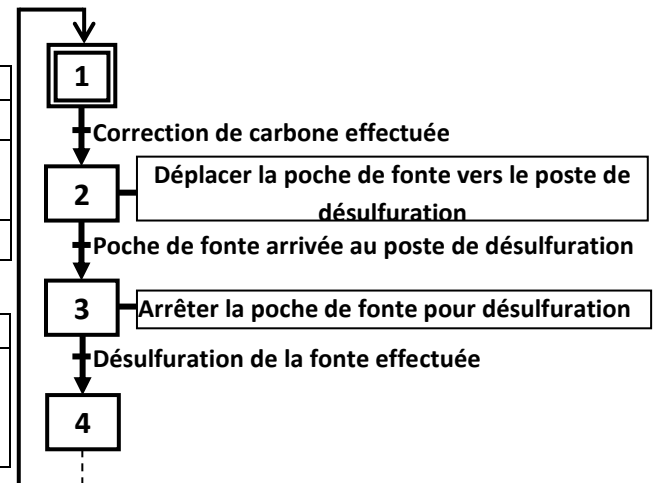 1
Correction de carbone effectuée
2
Déplacer la poche de fonte vers le poste de
désulfuration
Poche de fonte arrivée au poste de désulfuration
3
Arrêter la poche de fonte pour désulfuration
Désulfuration de la fonte effectuée
4